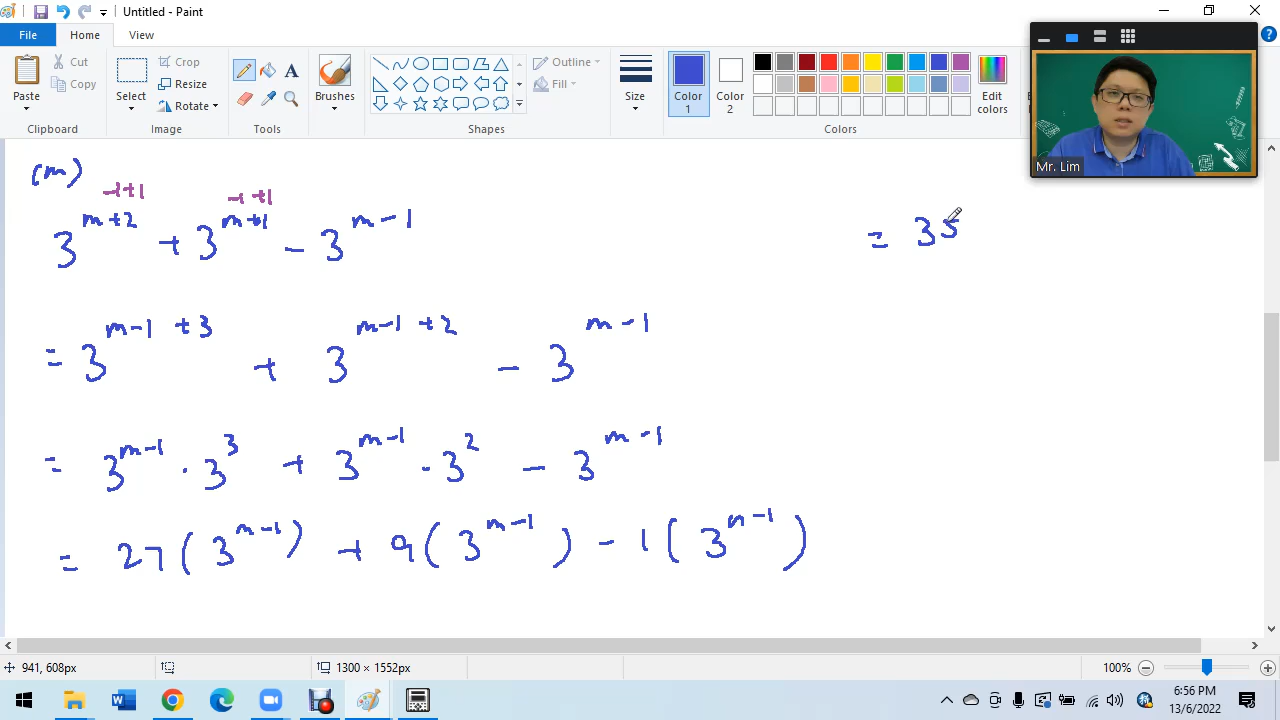 Untitled - Paint
File Home View
Paste Cut Copy
Clipboard
Select Crop Resize Rotate
Image
Tools
Brushes
Outline Fill
Shapes
Size
Color 1
Color 2
Edit colors
Colors
Mr. Lim
(m)
-1+1 -1+1
3^{m+2} + 3^{m+1} - 3^{m-1}
= 35
= 3^{m-1+3} + 3^{m-1+2} - 3^{m-1}
= 3^{m-1} · 3^3 + 3^{m-1} · 3^2 - 3^{m-1}
= 27(3^{m-1}) + 9(3^{m-1}) - 1(3^{n-1})
941, 608px
1300 × 1552px
100%
6:56 PM
13/6/2022